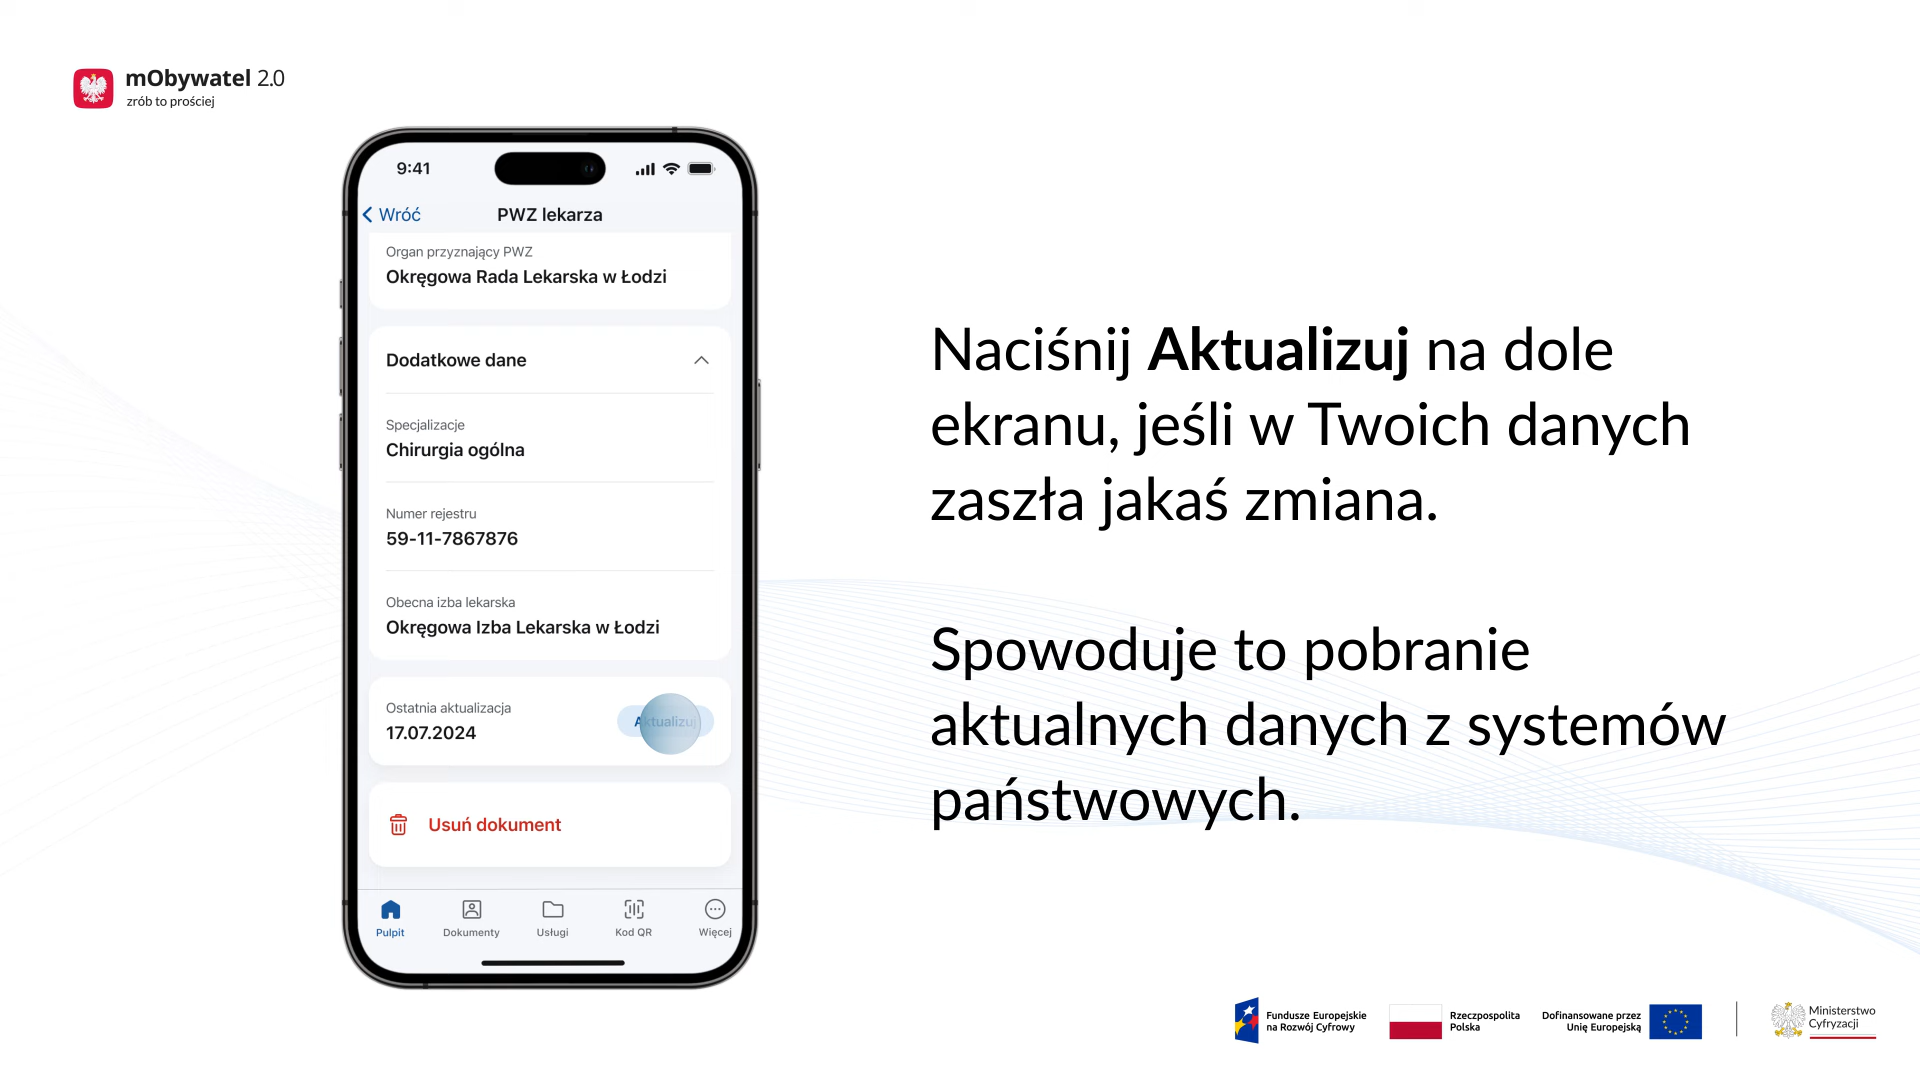 mObywatel 2.0
zrób to prościej
9:41
Wróć
PWZ lekarza
Organ przyznający PWZ
Okręgowa Rada Lekarska w Łodzi
Dodatkowe dane
Specjalizacje
Chirurgia ogólna
Numer rejestru
59-11-7867876
Obecna izba lekarska
Okręgowa Izba Lekarska w Łodzi
Ostatnia aktualizacja
17.07.2024
Aktualizuj
Usuń dokument
Pulpit
Dokumenty
Usługi
Kod QR
Więcej
Naciśnij Aktualizuj na dole
ekranu, jeśli w Twoich danych
zaszła jakaś zmiana.
Spowoduje to pobranie
aktualnych danych z systemów
państwowych.
Fundusze Europejskie
na Rozwój Cyfrowy
Rzeczpospolita
Polska
Dofinansowane przez
Unię Europejską
Ministerstwo
Cyfryzacji